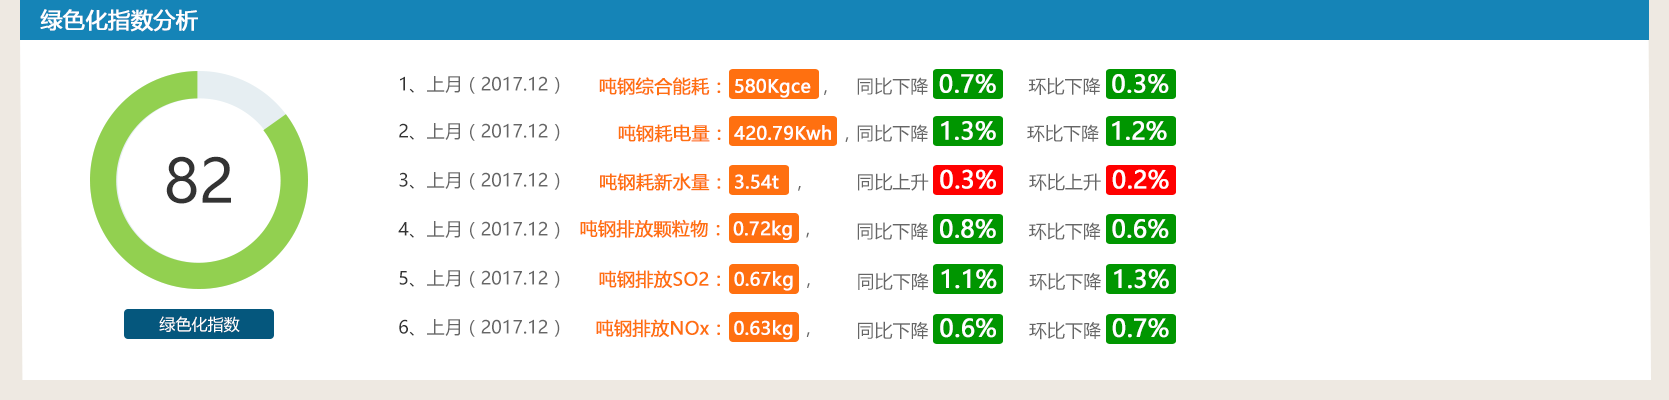 绿色化指数分析
82
绿色化指数
1、上月（2017.12） 吨钢综合能耗：580Kgce， 同比下降 0.7% 环比下降 0.3%
2、上月（2017.12） 吨钢耗电量：420.79Kwh，同比下降 1.3% 环比下降 1.2%
3、上月（2017.12） 吨钢耗新水量：3.54t， 同比上升 0.3% 环比上升 0.2%
4、上月（2017.12） 吨钢排放颗粒物：0.72kg， 同比下降 0.8% 环比下降 0.6%
5、上月（2017.12） 吨钢排放SO2：0.67kg， 同比下降 1.1% 环比下降 1.3%
6、上月（2017.12） 吨钢排放NOx：0.63kg， 同比下降 0.6% 环比下降 0.7%